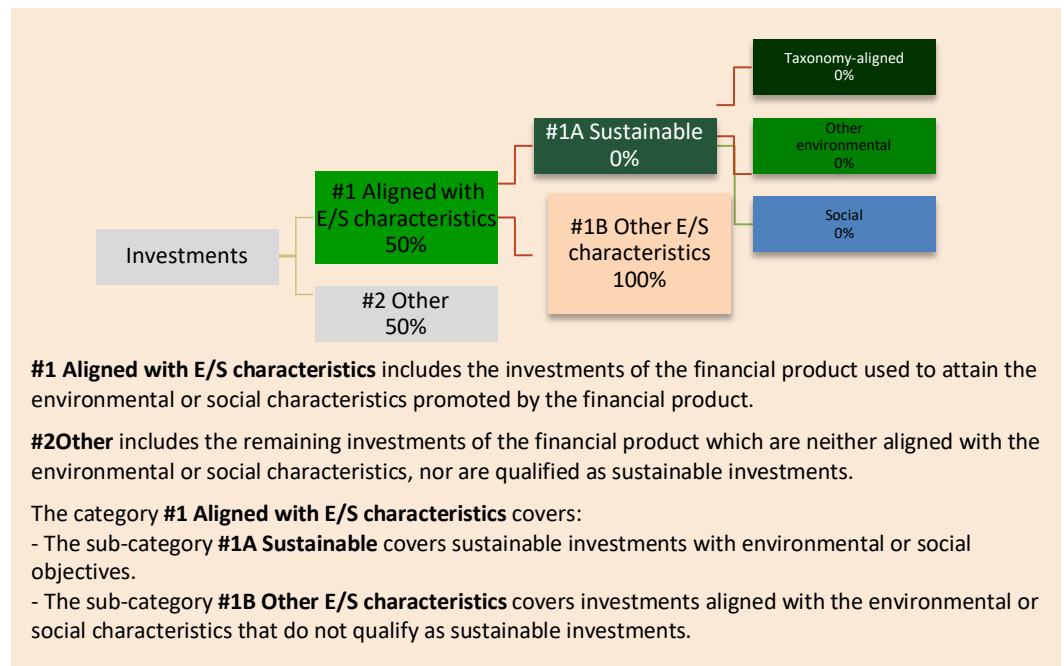 Taxonomy-aligned
0%
#1A Sustainable
0%
Other
environmental
0%
#1 Aligned with
E/S characteristics
50%
#1B Other E/S
characteristics
100%
Social
0%
Investments
#2 Other
50%
#1 Aligned with E/S characteristics includes the investments of the financial product used to attain the
environmental or social characteristics promoted by the financial product.
#2Other includes the remaining investments of the financial product which are neither aligned with the
environmental or social characteristics, nor are qualified as sustainable investments.
The category #1 Aligned with E/S characteristics covers:
- The sub-category #1A Sustainable covers sustainable investments with environmental or social
objectives.
- The sub-category #1B Other E/S characteristics covers investments aligned with the environmental or
social characteristics that do not qualify as sustainable investments.